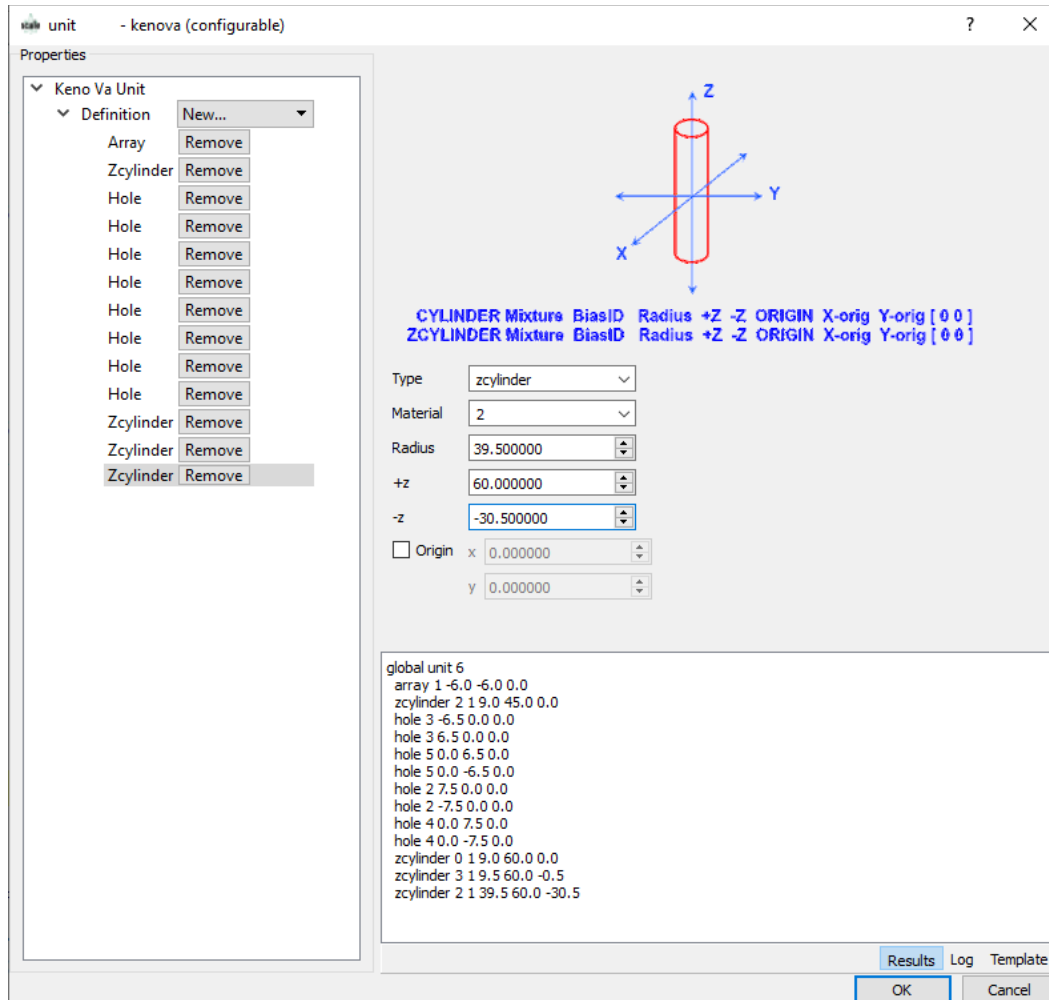 scale unit - kenova (configurable) ?
Properties
Keno Va Unit
Definition New...
Array Remove
Zcylinder Remove
Hole Remove
Hole Remove
Hole Remove
Hole Remove
Hole Remove
Hole Remove
Hole Remove
Hole Remove
Zcylinder Remove
Zcylinder Remove
Zcylinder Remove
Z
Y
X
CYLINDER Mixture BiasID Radius +Z -Z ORIGIN X-orig Y-orig [ 0 0 ]
ZCYLINDER Mixture BiasID Radius +Z -Z ORIGIN X-orig Y-orig [ 0 0 ]
Type zcylinder
Material 2
Radius 39.500000
+z 60.000000
-z -30.500000
Origin x 0.000000
y 0.000000
global unit 6
array 1 -6.0 -6.0 0.0
zcylinder 2 1 9.0 45.0 0.0
hole 3 -6.5 0.0 0.0
hole 3 6.5 0.0 0.0
hole 5 0.0 6.5 0.0
hole 5 0.0 -6.5 0.0
hole 2 7.5 0.0 0.0
hole 2 -7.5 0.0 0.0
hole 4 0.0 7.5 0.0
hole 4 0.0 -7.5 0.0
zcylinder 0 1 9.0 60.0 0.0
zcylinder 3 1 9.5 60.0 -0.5
zcylinder 2 1 39.5 60.0 -30.5
Results Log Template
OK Cancel